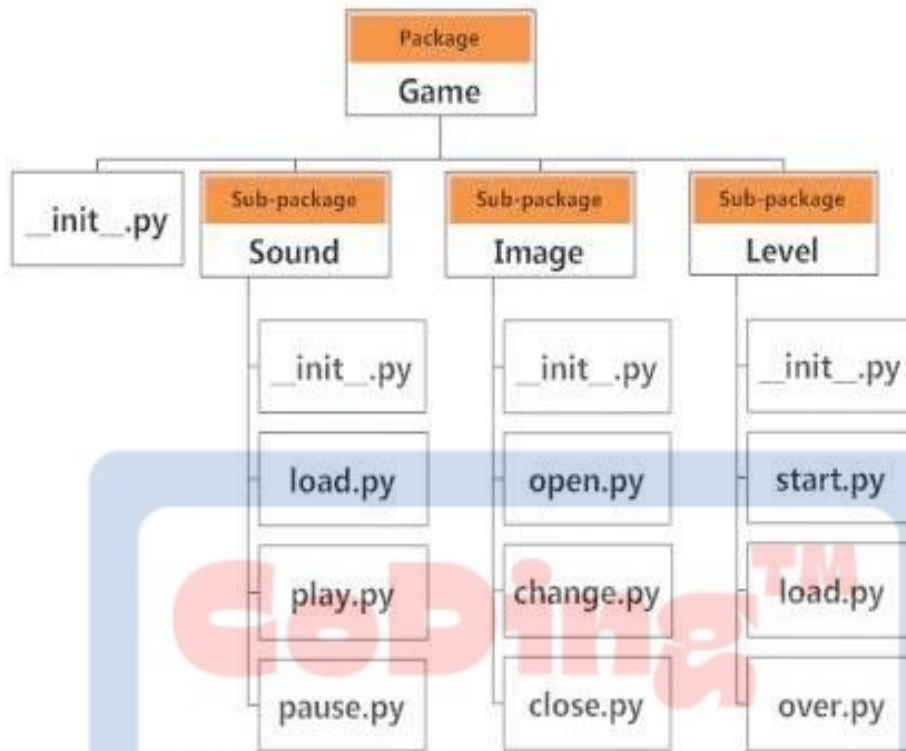 Package
Game
__init__.py
Sub-package
Sound
Sub-package
Image
Sub-package
Level
__init__.py
load.py
play.py
pause.py
__init__.py
open.py
change.py
close.py
__init__.py
start.py
load.py
over.py
CoDings™